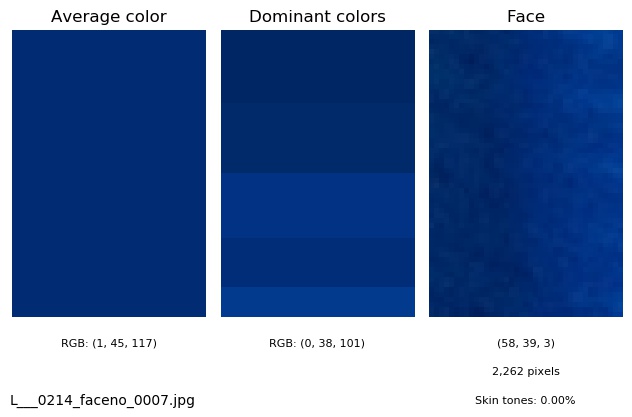 Average color
Dominant colors
Face
RGB: (1, 45, 117)
RGB: (0, 38, 101)
(58, 39, 3)
2,262 pixels
L___0214_faceno_0007.jpg
Skin tones: 0.00%